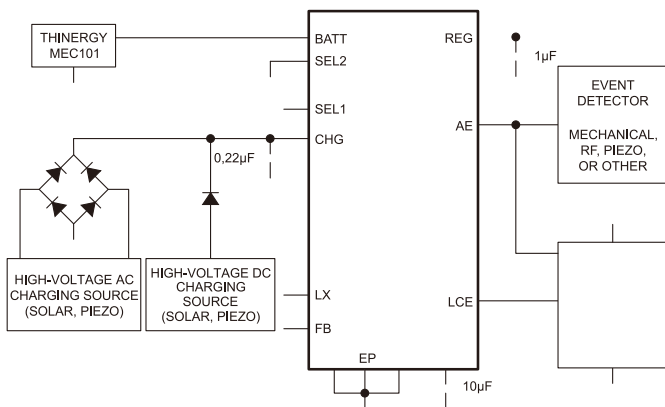 THINERGY
MEC101
BATT
SEL2
SEL1
CHG
0,22µF
REG
1µF
AE
EVENT
DETECTOR
MECHANICAL,
RF, PIEZO,
OR OTHER
HIGH-VOLTAGE AC
CHARGING SOURCE
(SOLAR, PIEZO)
HIGH-VOLTAGE DC
CHARGING
SOURCE
(SOLAR, PIEZO)
LX
FB
LCE
EP
10µF